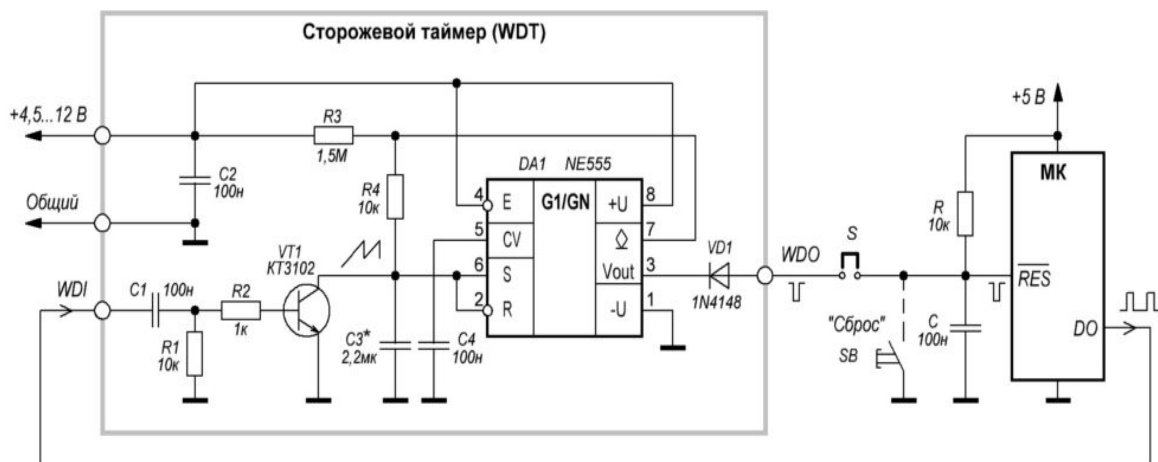 Сторожевой таймер (WDT)
+4,5...12 В
Общий
WDI
C1
100н
R1
10к
R2
1к
C2
100н
VT1
КТ3102
R3
1,5М
R4
10к
C3*
2,2мк
C4
100н
DA1 NE555
G1/GN
4
E
5
CV
6
S
2
R
+U
8
7
Vout
3
-U
1
VD1
1N4148
WDO
S
"Сброс"
SB
+5 В
R
10к
C
100н
МК
RES
DO